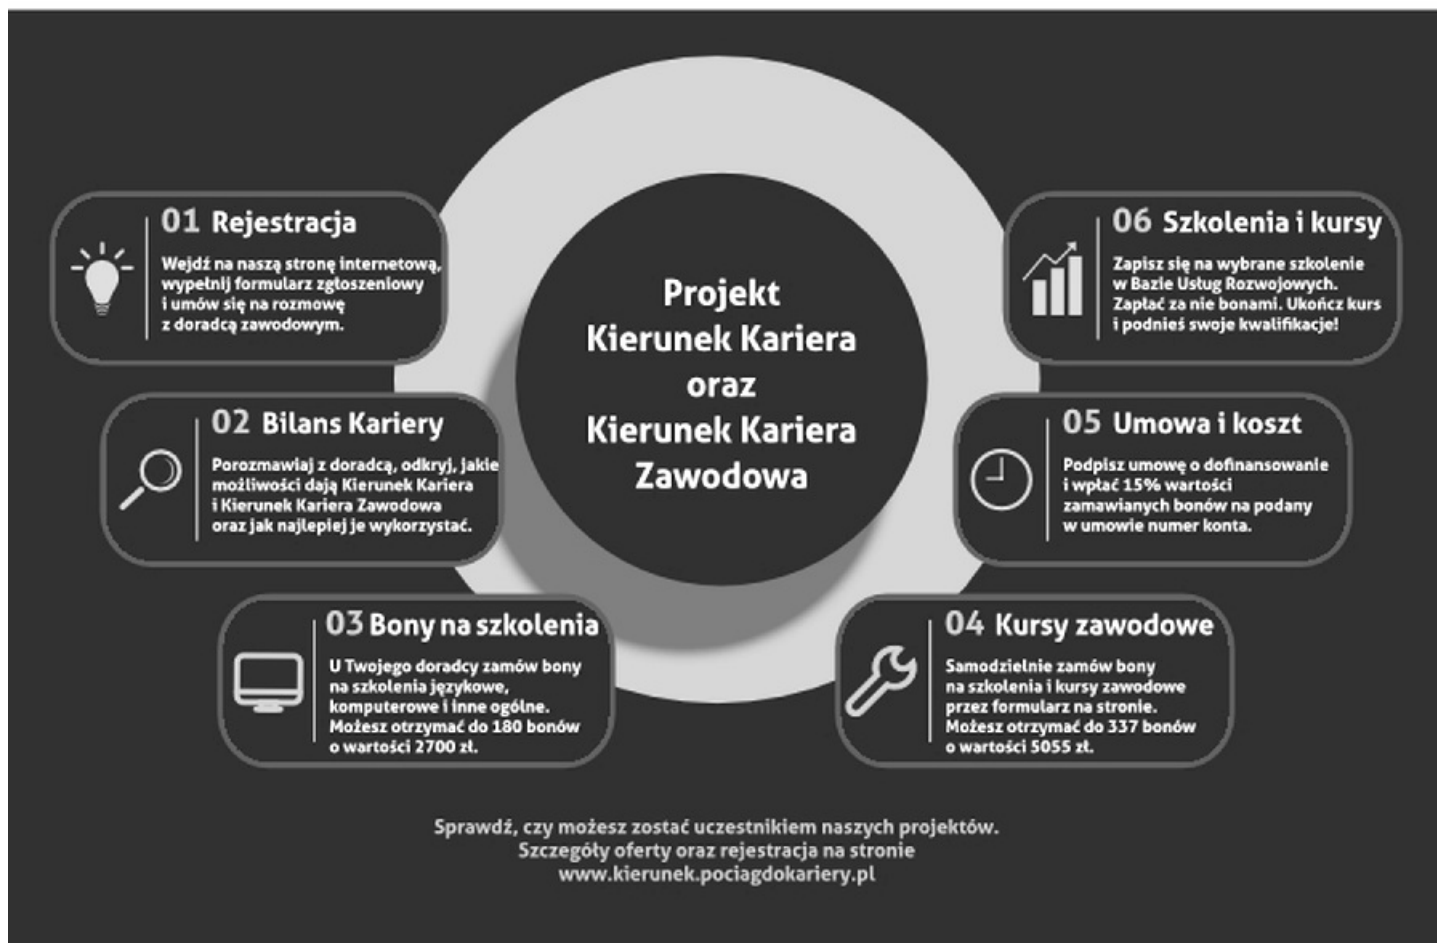 01 Rejestracja
Wejdź na naszą stronę internetową,
wypełnij formularz zgłoszeniowy
i umów się na rozmowę
z doradcą zawodowym.
02 Bilans Kariery
Porozmawiaj z doradcą, odkryj, jakie
możliwości dają Kierunek Kariera
i Kierunek Kariera Zawodowa
oraz jak najlepiej je wykorzystać.
03 Bony na szkolenia
U Twojego doradcy zamów bony
na szkolenia językowe,
komputerowe i inne ogólne.
Możesz otrzymać do 180 bonów
o wartości 2700 zł.
Projekt
Kierunek Kariera
oraz
Kierunek Kariera
Zawodowa
04 Kursy zawodowe
Samodzielnie zamów bony
na szkolenia i kursy zawodowe
przez formularz na stronie.
Możesz otrzymać do 337 bonów
o wartości 5055 zł.
05 Umowa i koszt
Podpisz umowę o dofinansowanie
i wpłać 15% wartości
zamawianych bonów na podany
w umowie numer konta.
06 Szkolenia i kursy
Zapisz się na wybrane szkolenie
w Bazie Usług Rozwojowych.
Zapłać za nie bonami. Ukończ kurs
i podnieś swoje kwalifikacje!
Sprawdź, czy możesz zostać uczestnikiem naszych projektów.
Szczegóły oferty oraz rejestracja na stronie
www.kierunek.pociagdokariery.pl